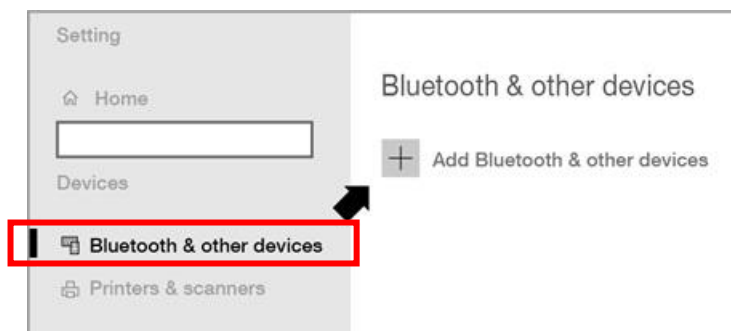 Setting
Home
Devices
Bluetooth & other devices
Printers & scanners
Bluetooth & other devices
Add Bluetooth & other devices